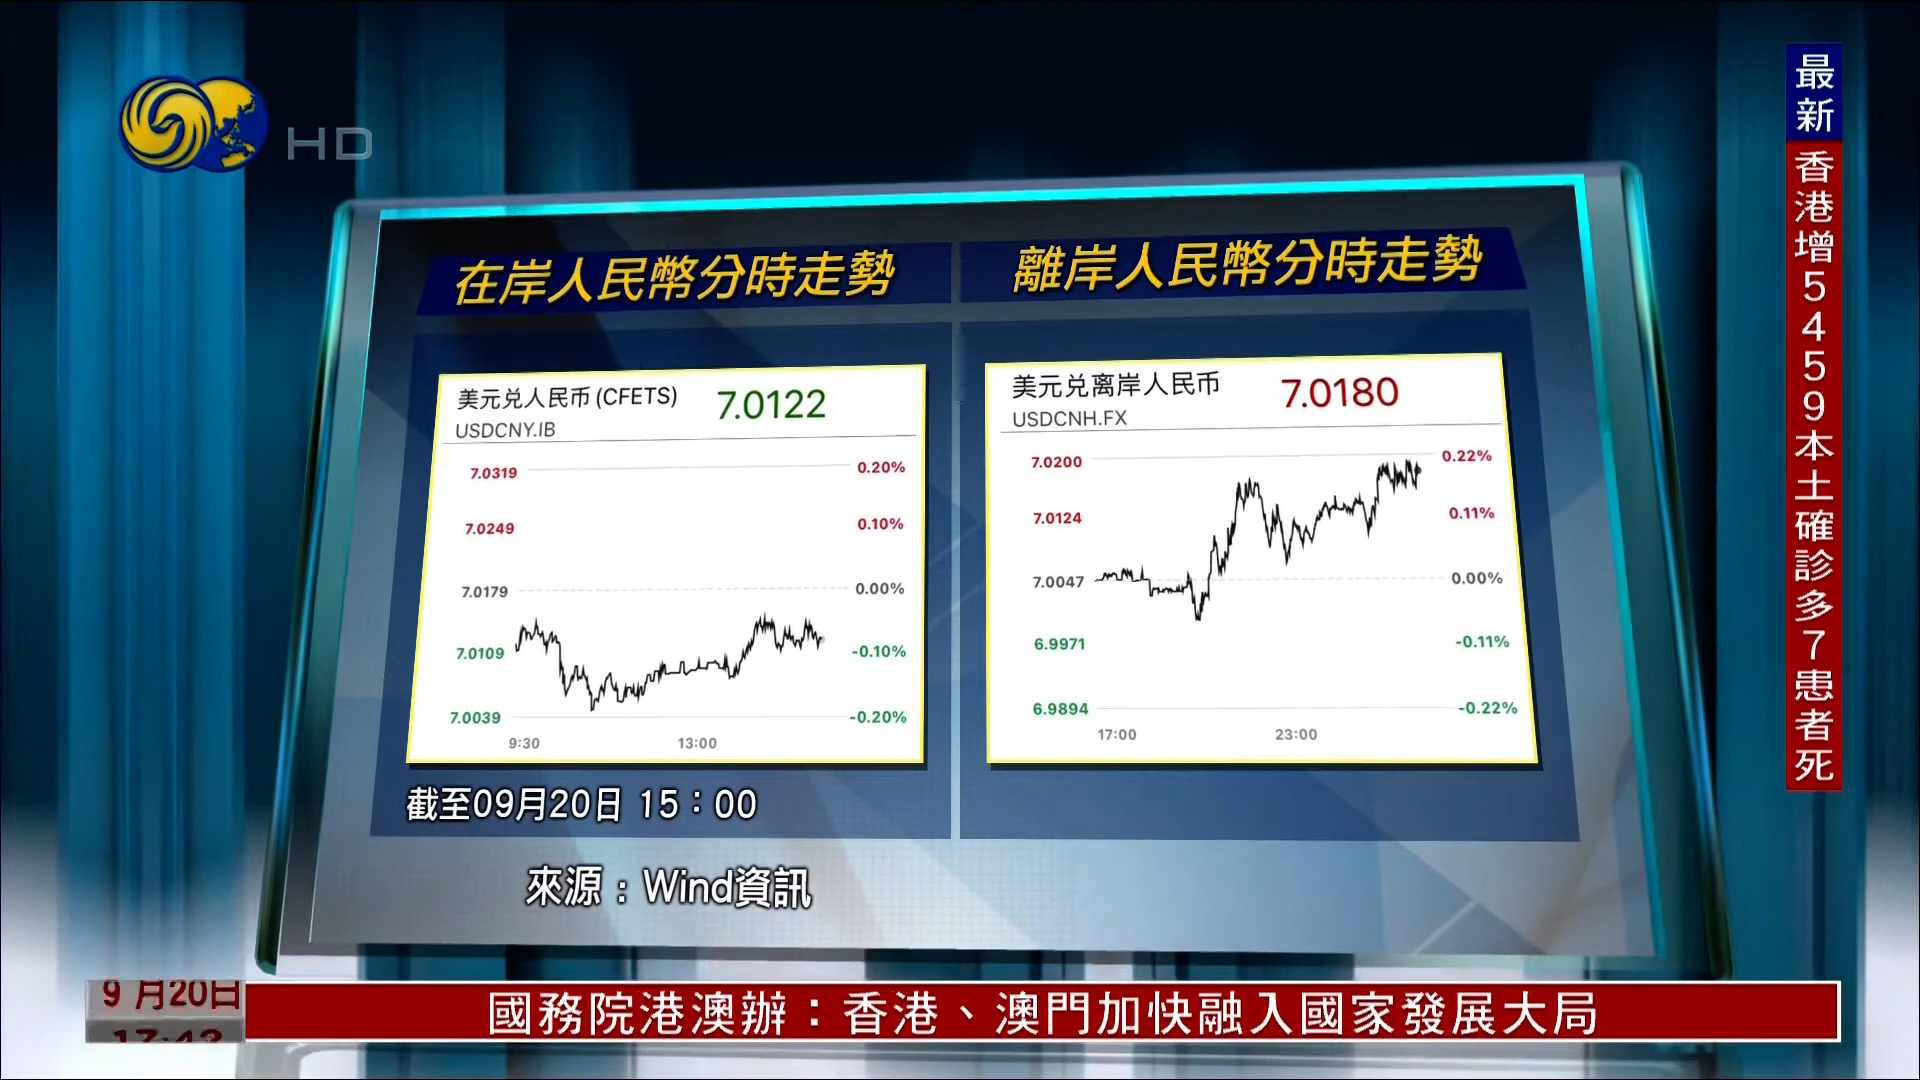 HD
在岸人民幣分時走勢
離岸人民幣分時走勢
美元兑人民币(CFETS)
7.0122
USDCNY.IB
7.0319
0.20%
7.0249
0.10%
7.0179
0.00%
7.0109
-0.10%
7.0039
-0.20%
9:30
13:00
美元兑离岸人民币
7.0180
USDCNH.FX
7.0200
0.22%
7.0124
0.11%
7.0047
0.00%
6.9971
-0.11%
6.9894
-0.22%
17:00
23:00
截至09月20日 15:00
來源:Wind資訊
最新
香港增5459本土確診多7患者死
9月20日
17:43
國務院港澳辦:香港、澳門加快融入國家發展大局